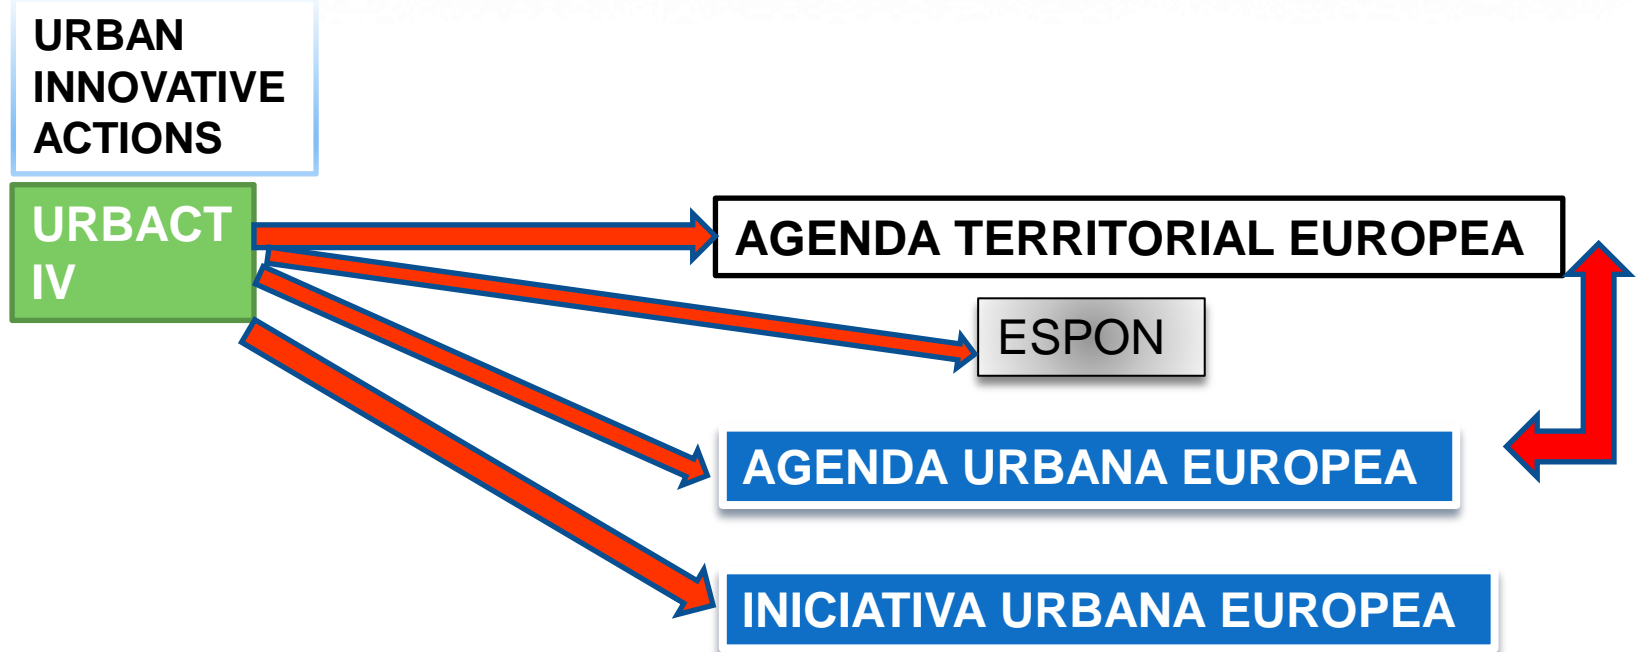 URBAN
INNOVATIVE
ACTIONS
URBACT
IV
AGENDA TERRITORIAL EUROPEA
ESPON
AGENDA URBANA EUROPEA
INICIATIVA URBANA EUROPEA